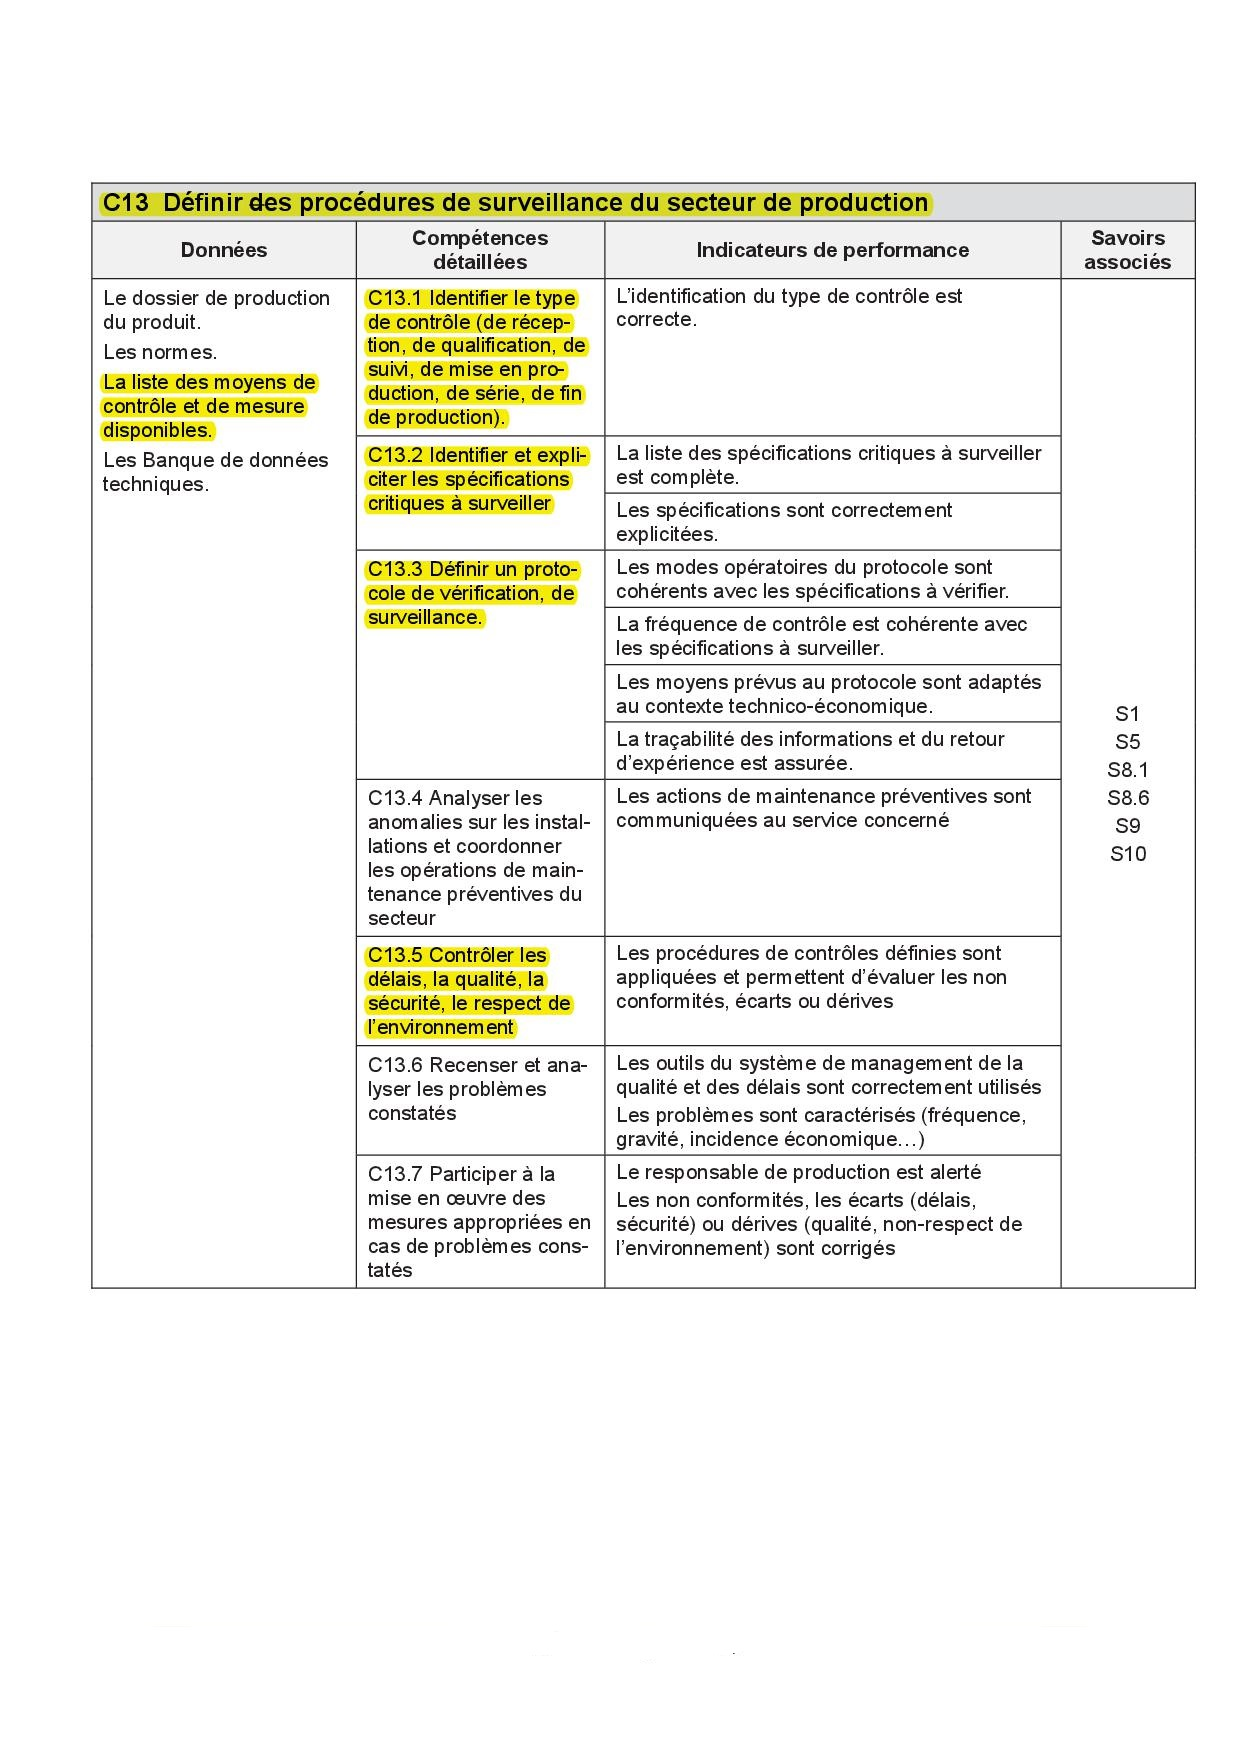 C13  Définir des procédures de surveillance du secteur de production
Données
Compétences
détaillées
Indicateurs de performance
Savoirs
associés
Le dossier de production
du produit.
Les normes.
La liste des moyens de
contrôle et de mesure
disponibles.
Les Banque de données
techniques.
C13.1 Identifier le type
de contrôle (de récep-
tion, de qualification, de
suivi, de mise en pro-
duction, de série, de fin
de production).
L’identification du type de contrôle est
correcte.
C13.2 Identifier et expli-
citer les spécifications
critiques à surveiller
La liste des spécifications critiques à surveiller
est complète.
Les spécifications sont correctement
explicitées.
C13.3 Définir un proto-
cole de vérification, de
surveillance.
Les modes opératoires du protocole sont
cohérents avec les spécifications à vérifier.
La fréquence de contrôle est cohérente avec
les spécifications à surveiller.
Les moyens prévus au protocole sont adaptés
au contexte technico-économique.
La traçabilité des informations et du retour
d’expérience est assurée.
C13.4 Analyser les
anomalies sur les instal-
lations et coordonner
les opérations de main-
tenance préventives du
secteur
Les actions de maintenance préventives sont
communiquées au service concerné
C13.5 Contrôler les
délais, la qualité, la
sécurité, le respect de
l’environnement
Les procédures de contrôles définies sont
appliquées et permettent d’évaluer les non
conformités, écarts ou dérives
C13.6 Recenser et ana-
lyser les problèmes
constatés
Les outils du système de management de la
qualité et des délais sont correctement utilisés
Les problèmes sont caractérisés (fréquence,
gravité, incidence économique…)
C13.7 Participer à la
mise en œuvre des
mesures appropriées en
cas de problèmes cons-
tatés
Le responsable de production est alerté
Les non conformités, les écarts (délais,
sécurité) ou dérives (qualité, non-respect de
l’environnement) sont corrigés
S1
S5
S8.1
S8.6
S9
S10